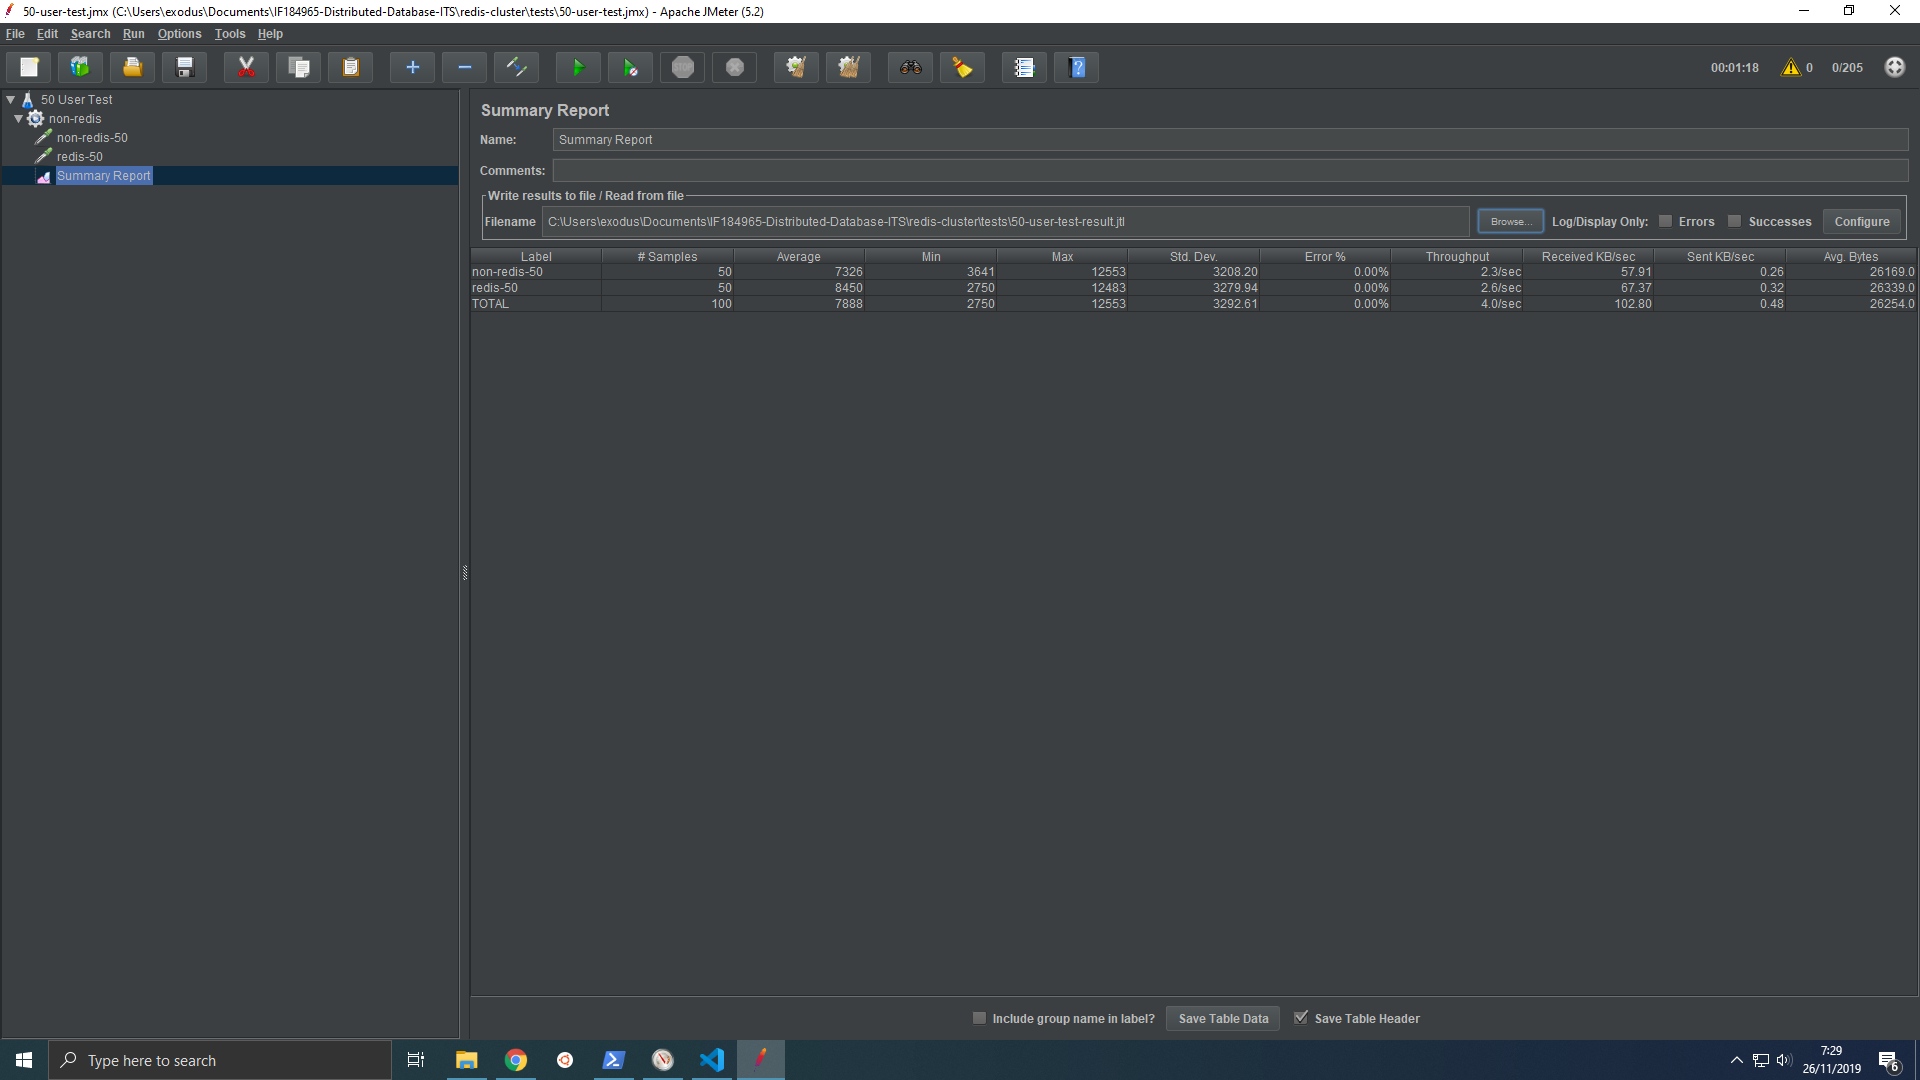 50-user-test.jmx (C:\Users\exodus\Documents\IF184965-Distributed-Database-ITS\redis-cluster\tests\50-user-test.jmx) - Apache JMeter (5.2)
File Edit Search Run Options Tools Help
STOP 00:01:18 0 0/205
50 User Test
non-redis
non-redis-50
redis-50
Summary Report
Summary Report
Name: Summary Report
Comments:
Write results to file / Read from file
Filename C:\Users\exodus\Documents\IF184965-Distributed-Database-ITS\redis-cluster\tests\50-user-test-result.jtl Browse... Log/Display Only: Errors Successes Configure
Label # Samples Average Min Max Std. Dev. Error % Throughput Received KB/sec Sent KB/sec Avg. Bytes
non-redis-50 50 7326 3641 12553 3208.20 0.00% 2.3/sec 57.91 0.26 26169.0
redis-50 50 8450 2750 12483 3279.94 0.00% 2.6/sec 67.37 0.32 26339.0
TOTAL 100 7888 2750 12553 3292.61 0.00% 4.0/sec 102.80 0.48 26254.0
Include group name in label? Save Table Data Save Table Header
Type here to search
7:29
26/11/2019
6